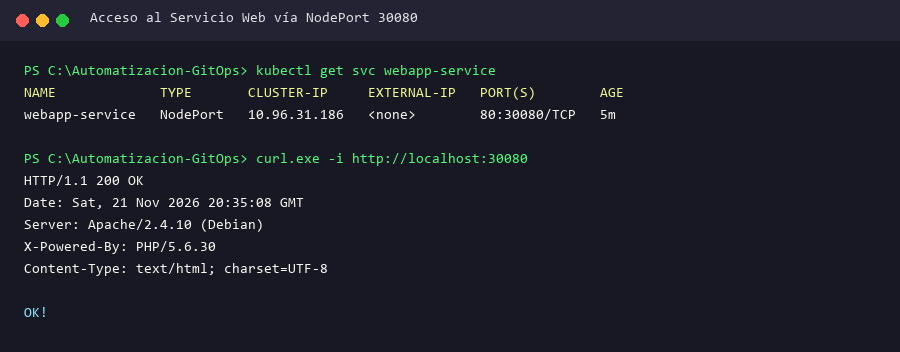 Acceso al Servicio Web vía NodePort 30080
PS C:\Automatizacion-GitOps> kubectl get svc webapp-service
NAME             TYPE       CLUSTER-IP     EXTERNAL-IP   PORT(S)        AGE
webapp-service   NodePort   10.96.31.186   <none>        80:30080/TCP   5m
PS C:\Automatizacion-GitOps> curl.exe -i http://localhost:30080
HTTP/1.1 200 OK
Date: Sat, 21 Nov 2026 20:35:08 GMT
Server: Apache/2.4.10 (Debian)
X-Powered-By: PHP/5.6.30
Content-Type: text/html; charset=UTF-8
OK!